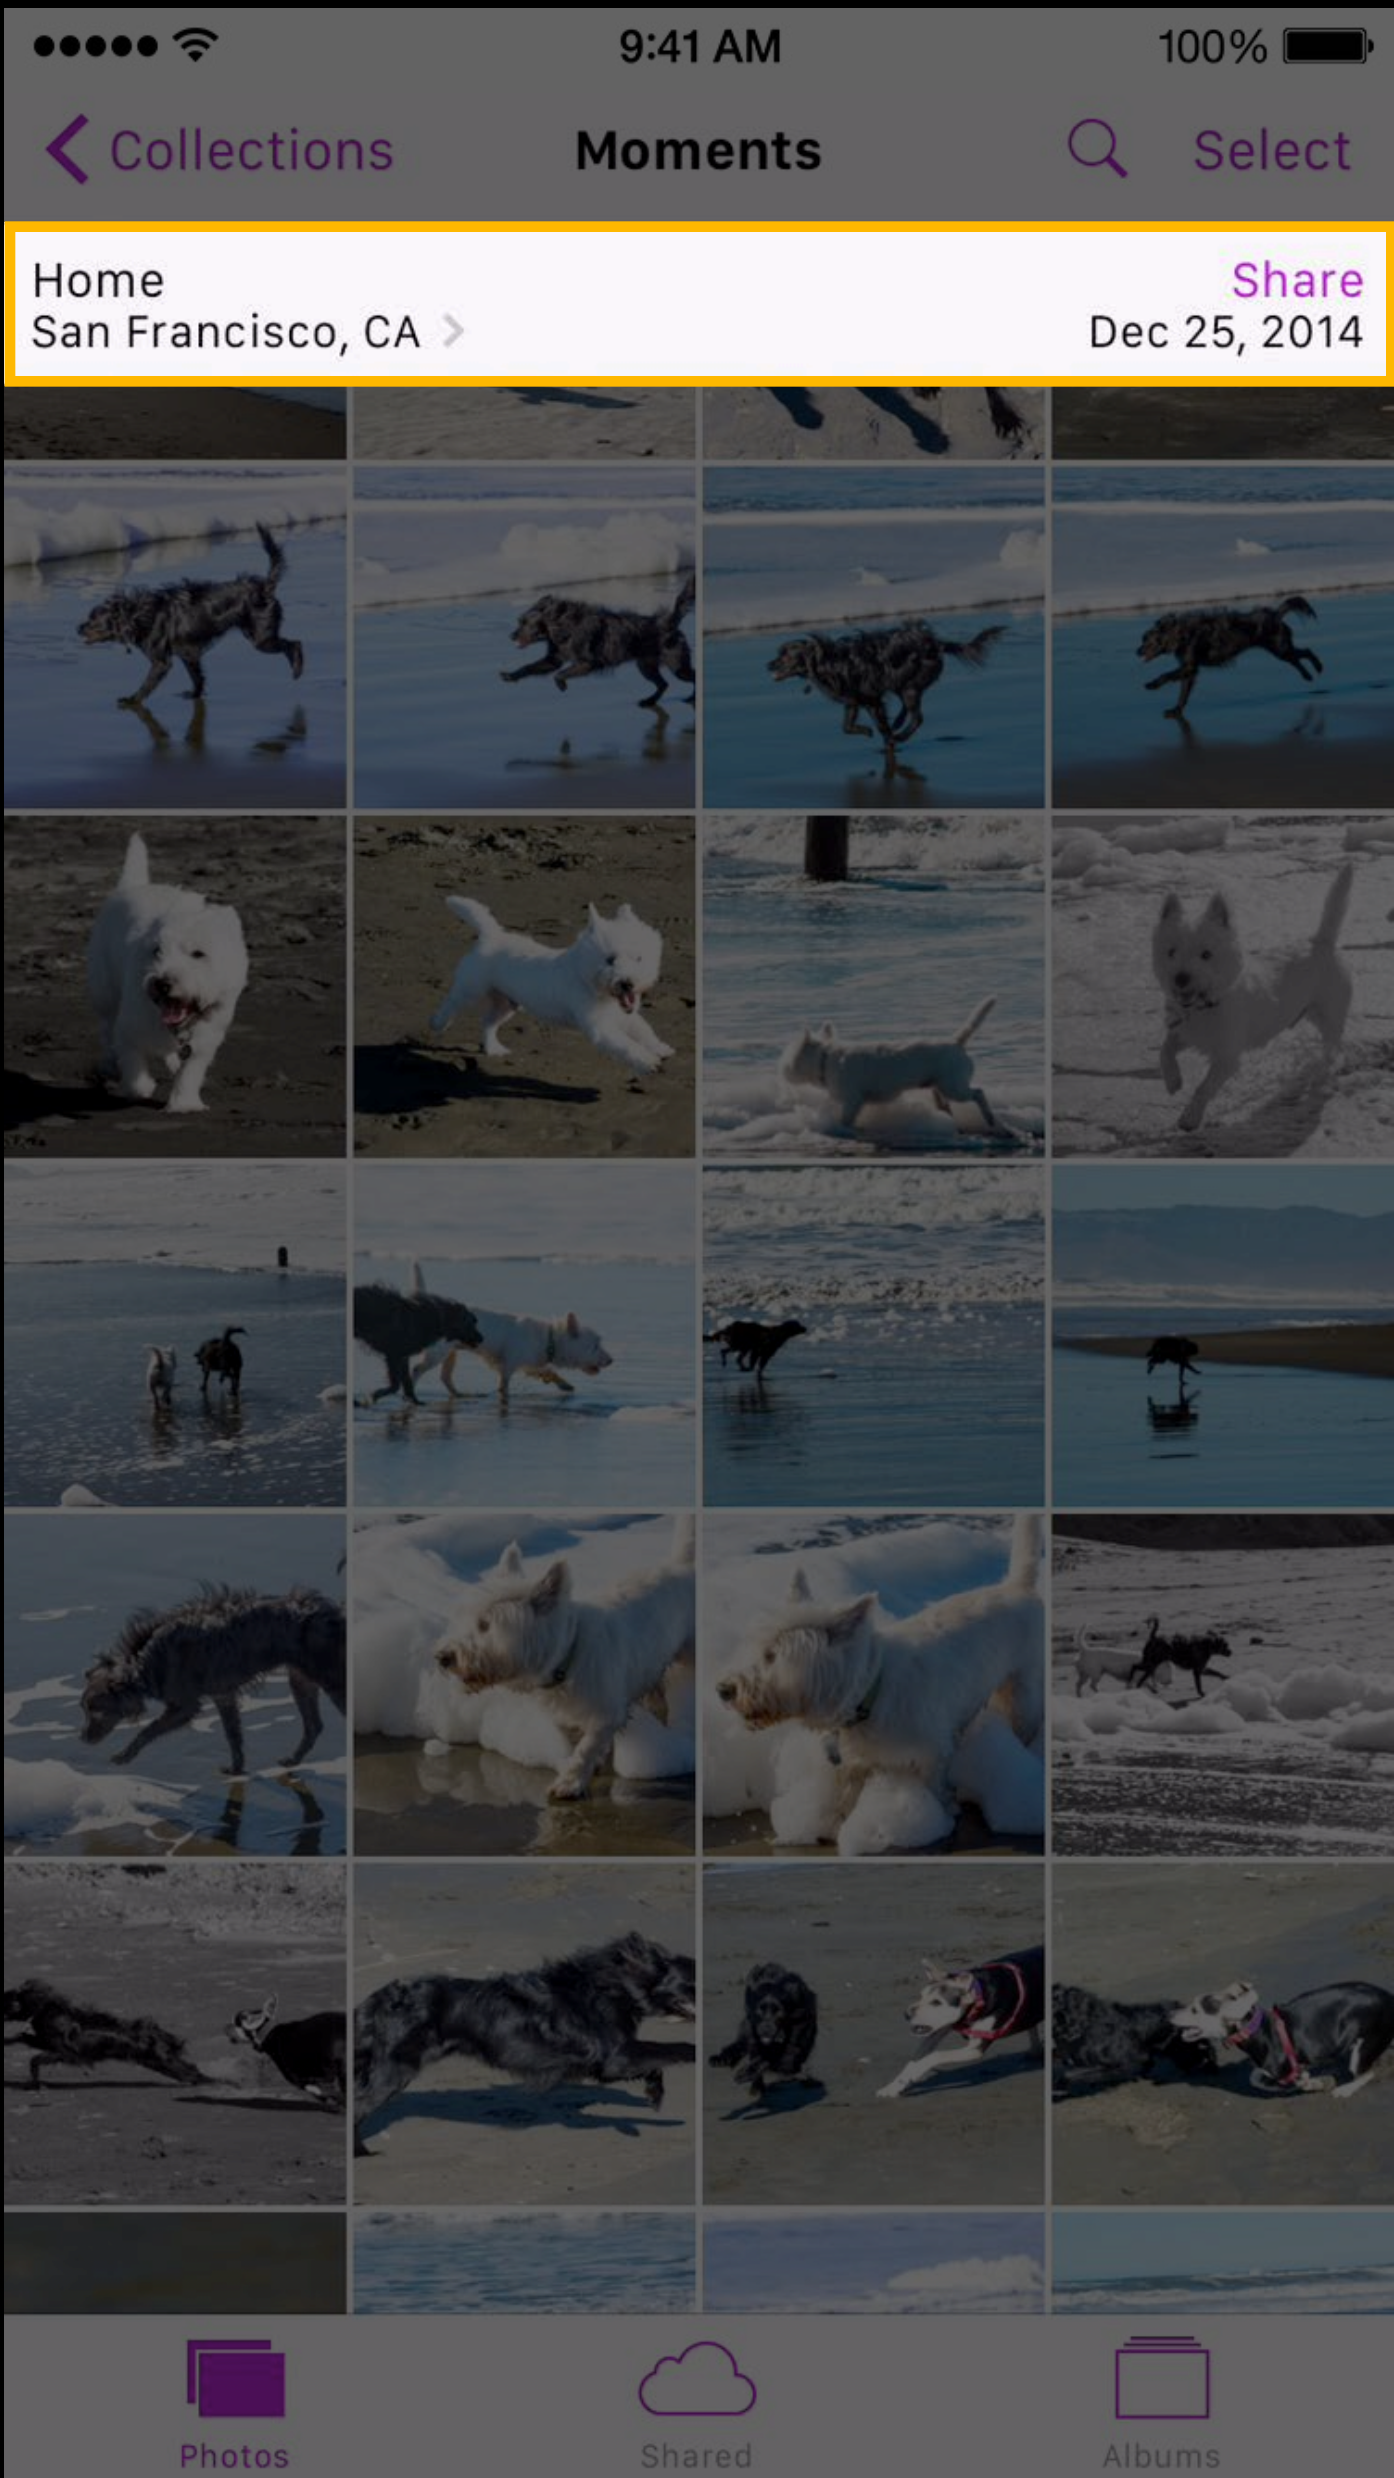 9:41 AM 100%
Collections Moments Select
Home Share
San Francisco, CA Dec 25, 2014
Photos Shared Albums